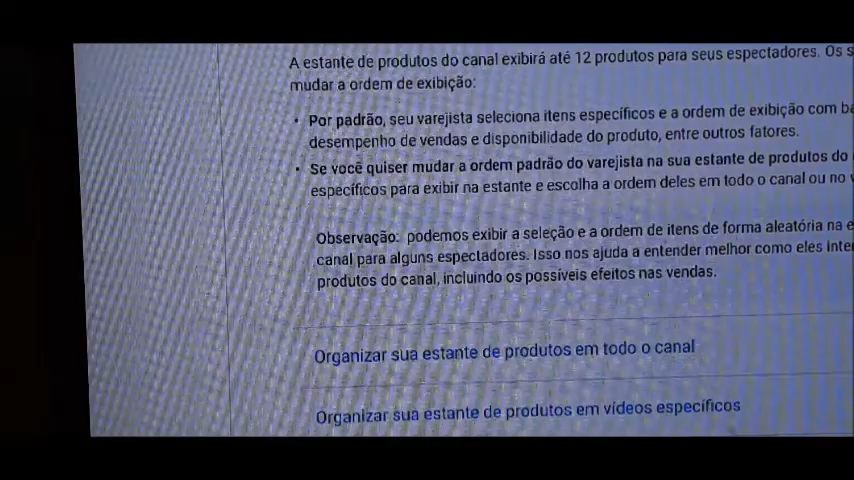 A estante de produtos do canal exibirá até 12 produtos para seus espectadores. Os
mudar a ordem de exibição:
• Por padrão, seu varejista seleciona itens específicos e a ordem de exibição com
desempenho de vendas e disponibilidade do produto, entre outros fatores.
• Se você quiser mudar a ordem padrão do varejista na sua estante de produtos do
específicos para exibir na estante e escolha a ordem deles em todo o canal ou no
Observação: podemos exibir a seleção e a ordem de itens de forma aleatória na
canal para alguns espectadores. Isso nos ajuda a entender melhor como eles
produtos do canal, incluindo os possíveis efeitos nas vendas.
Organizar sua estante de produtos em todo o canal
Organizar sua estante de produtos em vídeos específicos